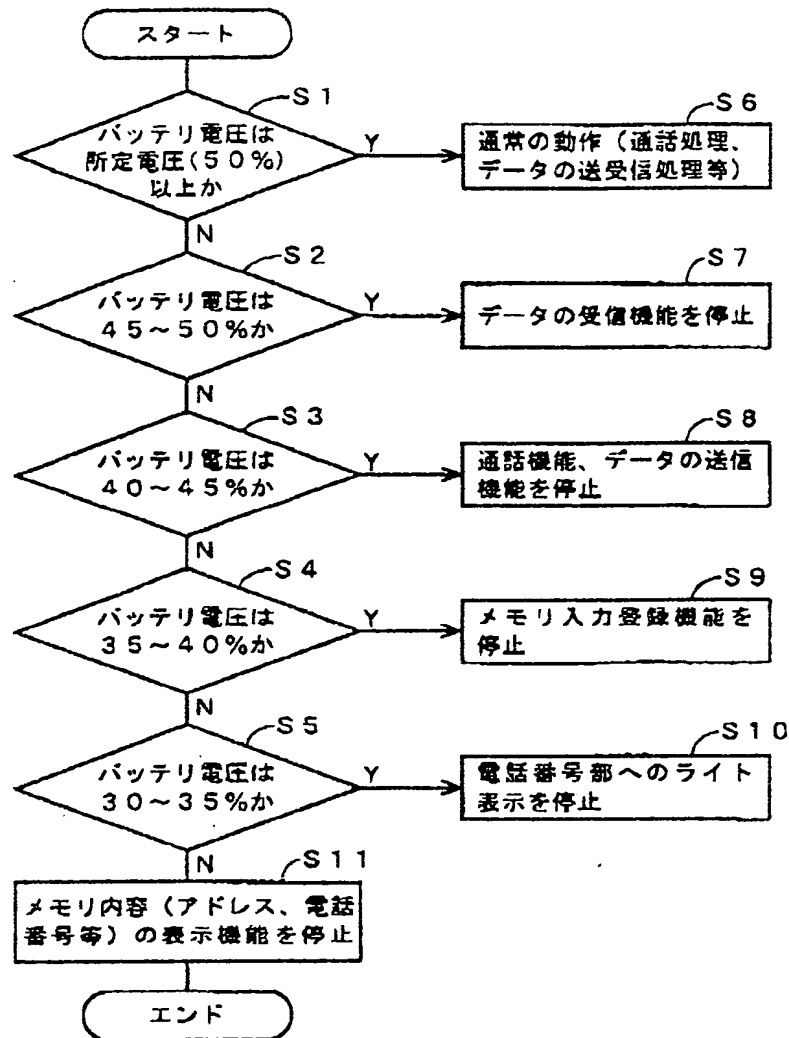 スタート
S1
バッテリ電圧は
所定電圧(50%)
以上か
Y
S6
通常の動作（通話処理、
データの送受信処理等）
N
S2
バッテリ電圧は
45～50%か
Y
S7
データの受信機能を停止
N
S3
バッテリ電圧は
40～45%か
Y
S8
通話機能、データの送信
機能を停止
N
S4
バッテリ電圧は
35～40%か
Y
S9
メモリ入力登録機能を
停止
N
S5
バッテリ電圧は
30～35%か
Y
S10
電話番号部へのライト
表示を停止
N
S11
メモリ内容（アドレス、電話
番号等）の表示機能を停止
エンド